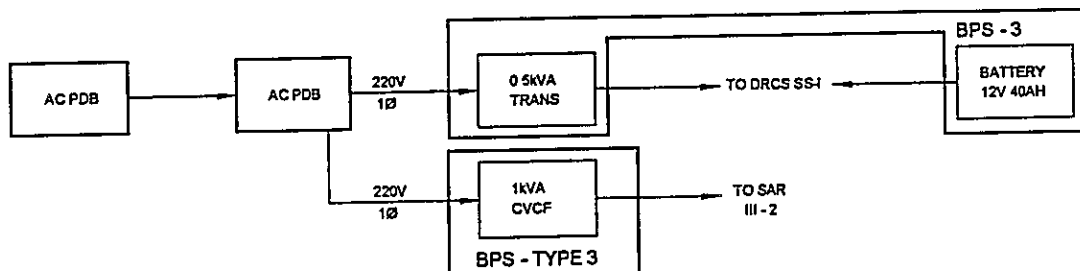 BPS - 3
AC PDB
AC PDB
220V
1Ø
0 5kVA
TRANS
TO DRCS SS-I
BATTERY
12V 40AH
220V
1Ø
1kVA
CVCF
TO SAR
III - 2
BPS - TYPE 3